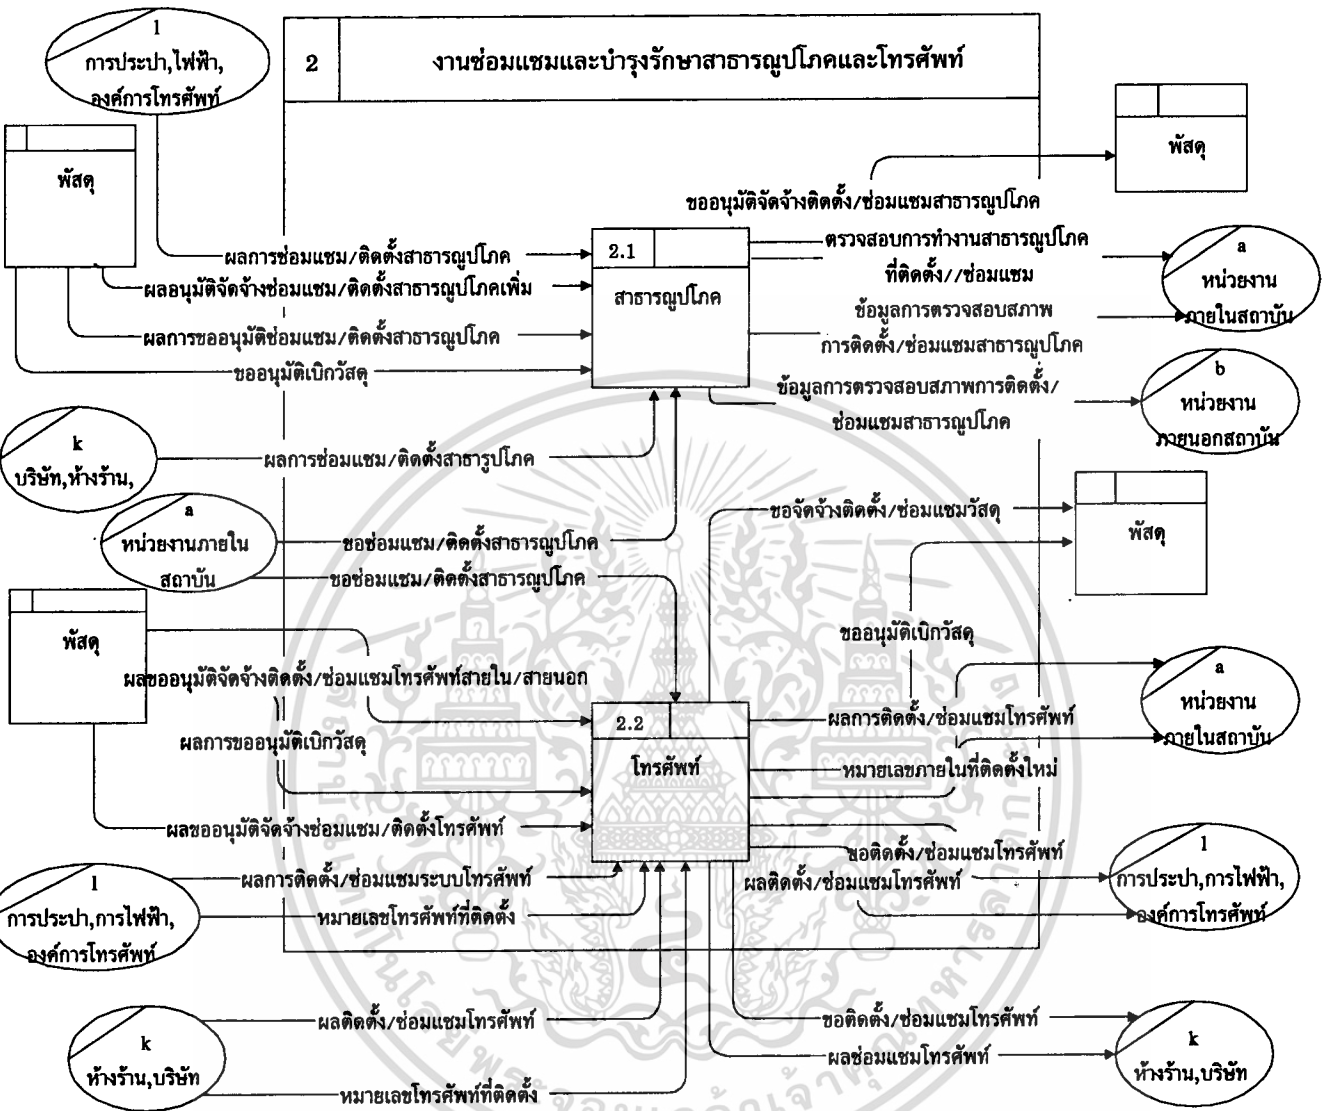 1
การประปา,ไฟฟ้า,
องค์การโทรศัพท์
2
งานซ่อมแซมและบำรุงรักษาสาธารณูปโภคและโทรศัพท์
พัสดุ
พัสดุ
ขออนุมัติจัดจ้างติดตั้ง/ซ่อมแซมสาธารณูปโภค
ผลการซ่อมแซม/ติดตั้งสาธารณูปโภค
2.1
สาธารณูปโภค
ตรวจสอบการทำงานสาธารณูปโภค
ที่ติดตั้ง//ซ่อมแซม
a
หน่วยงาน
ภายในสถาบัน
ผลอนุมัติจัดจ้างซ่อมแซม/ติดตั้งสาธารณูปโภคเพิ่ม
ข้อมูลการตรวจสอบสภาพ
การติดตั้ง/ซ่อมแซมสาธารณูปโภค
ผลการขออนุมัติซ่อมแซม/ติดตั้งสาธารณูปโภค
ขออนุมัติเบิกวัสดุ
ข้อมูลการตรวจสอบสภาพการติดตั้ง/
ซ่อมแซมสาธารณูปโภค
b
หน่วยงาน
ภายนอกสถาบัน
k
บริษัท,ห้างร้าน,
ผลการซ่อมแซม/ติดตั้งสาธารูปโภค
a
หน่วยงานภายใน
สถาบัน
ขอซ่อมแซม/ติดตั้งสาธารณูปโภค
ขอซ่อมแซม/ติดตั้งสาธารณูปโภค
ขอจัดจ้างติดตั้ง/ซ่อมแซมวัสดุ
พัสดุ
ขออนุมัติเบิกวัสดุ
พัสดุ
ผลขออนุมัติจัดจ้างติดตั้ง/ซ่อมแซมโทรศัพท์สายใน/สายนอก
ผลการขออนุมัติเบิกวัสดุ
2.2
โทรศัพท์
ผลการติดตั้ง/ซ่อมแซมโทรศัพท์
หมายเลขภายในที่ติดตั้งใหม่
a
หน่วยงาน
ภายในสถาบัน
ผลขออนุมัติจัดจ้างซ่อมแซม/ติดตั้งโทรศัพท์
ขอติดตั้ง/ซ่อมแซมโทรศัพท์
ผลติดตั้ง/ซ่อมแซมโทรศัพท์
1
การประปา,การไฟฟ้า,
องค์การโทรศัพท์
1
การประปา,การไฟฟ้า,
องค์การโทรศัพท์
ผลการติดตั้ง/ซ่อมแซมระบบโทรศัพท์
หมายเลขโทรศัพท์ที่ติดตั้ง
k
ห้างร้าน,บริษัท
ผลติดตั้ง/ซ่อมแซมโทรศัพท์
หมายเลขโทรศัพท์ที่ติดตั้ง
ขอติดตั้ง/ซ่อมแซมโทรศัพท์
ผลซ่อมแซมโทรศัพท์
k
ห้างร้าน,บริษัท